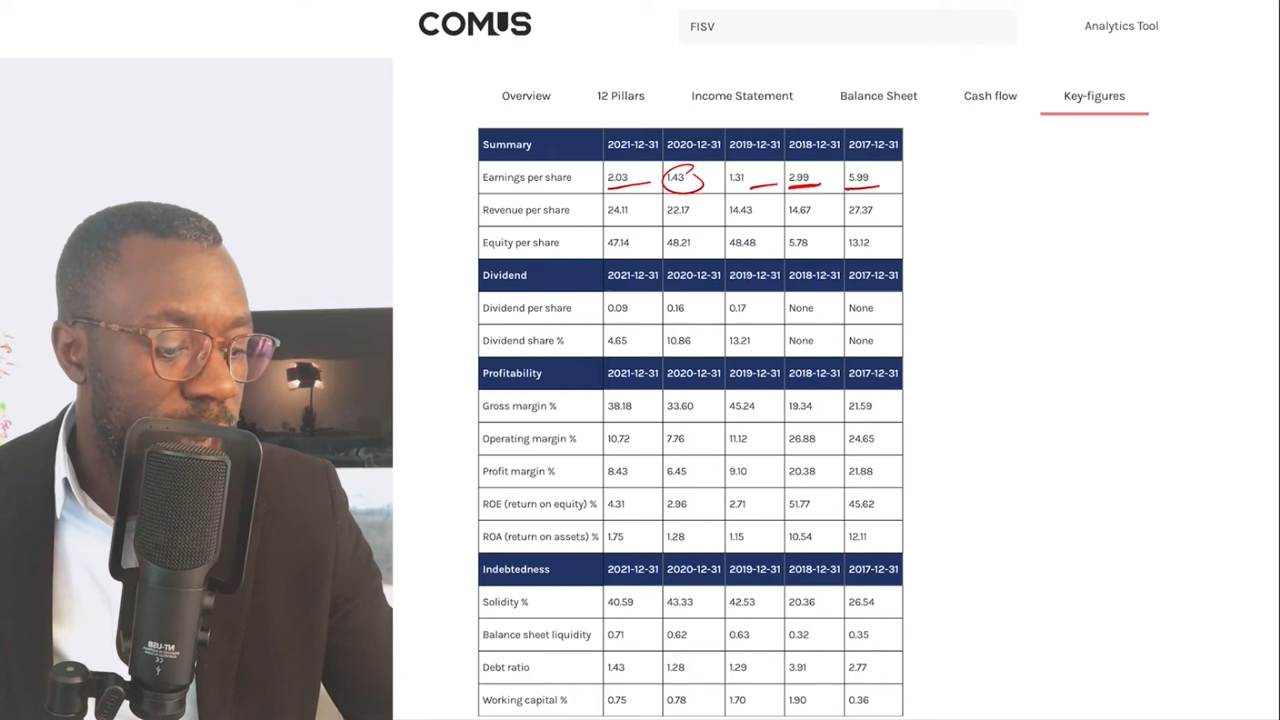 COMUS
FISV
Analytics Tool
Overview 12 Pillars Income Statement Balance Sheet Cash flow Key-figures
Summary 2021-12-31 2020-12-31 2019-12-31 2018-12-31 2017-12-31
Earnings per share 2.03 1.43 1.31 2.99 5.99
Revenue per share 24.11 22.17 14.43 14.67 27.37
Equity per share 47.14 48.21 48.48 5.78 13.12
Dividend 2021-12-31 2020-12-31 2019-12-31 2018-12-31 2017-12-31
Dividend per share 0.09 0.16 0.17 None None
Dividend share % 4.65 10.86 13.21 None None
Profitability 2021-12-31 2020-12-31 2019-12-31 2018-12-31 2017-12-31
Gross margin % 38.18 33.60 45.24 19.34 21.59
Operating margin % 10.72 7.76 11.12 26.88 24.65
Profit margin % 8.43 6.45 9.10 20.38 21.88
ROE (return on equity) % 4.31 2.96 2.71 51.77 45.62
ROA (return on assets) % 1.75 1.28 1.15 10.54 12.11
Indebtedness 2021-12-31 2020-12-31 2019-12-31 2018-12-31 2017-12-31
Solidity % 40.59 43.33 42.53 20.36 26.54
Balance sheet liquidity 0.71 0.62 0.63 0.32 0.35
Debt ratio 1.43 1.28 1.29 3.91 2.77
Working capital % 0.75 0.78 1.70 1.90 0.36
NT-USB